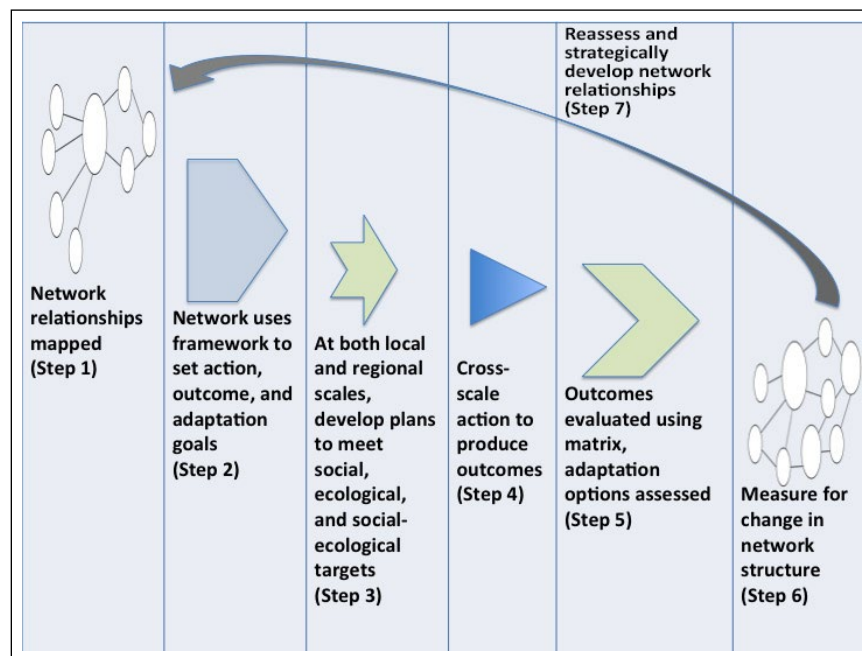 Reassess and
strategically
develop network
relationships
(Step 7)
Network
relationships
mapped
(Step 1)
Network uses
framework to
set action,
outcome, and
adaptation
goals
(Step 2)
At both local
and regional
scales,
develop plans
to meet
social,
ecological,
and social-
ecological
targets
(Step 3)
Cross-
scale
action to
produce
outcomes
(Step 4)
Outcomes
evaluated using
matrix,
adaptation
options assessed
(Step 5)
Measure for
change in
network
structure
(Step 6)